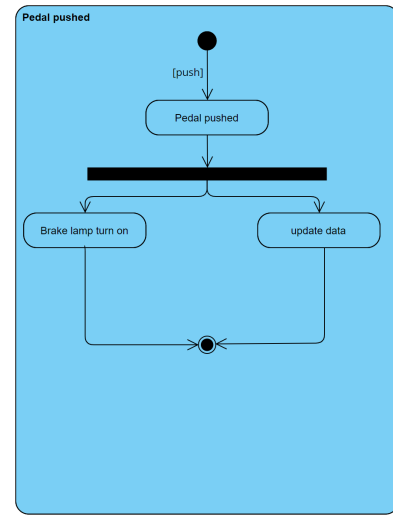 Pedal pushed
[push]
Pedal pushed
Brake lamp turn on
update data